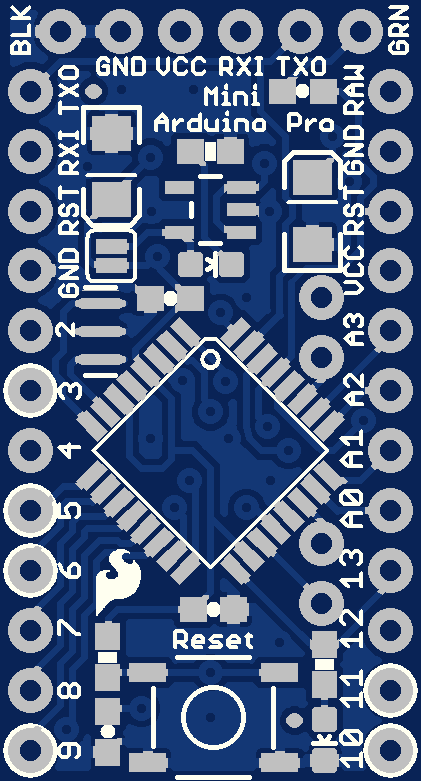 BLK GRN
GND VCC RXI TXO
Mini
Arduino Pro
TXO RAW
RXI GND
RST RST
GND VCC
2 A3
3 A2
4 A1
5 A0
6 13
7 12
8 11
9 10
Reset